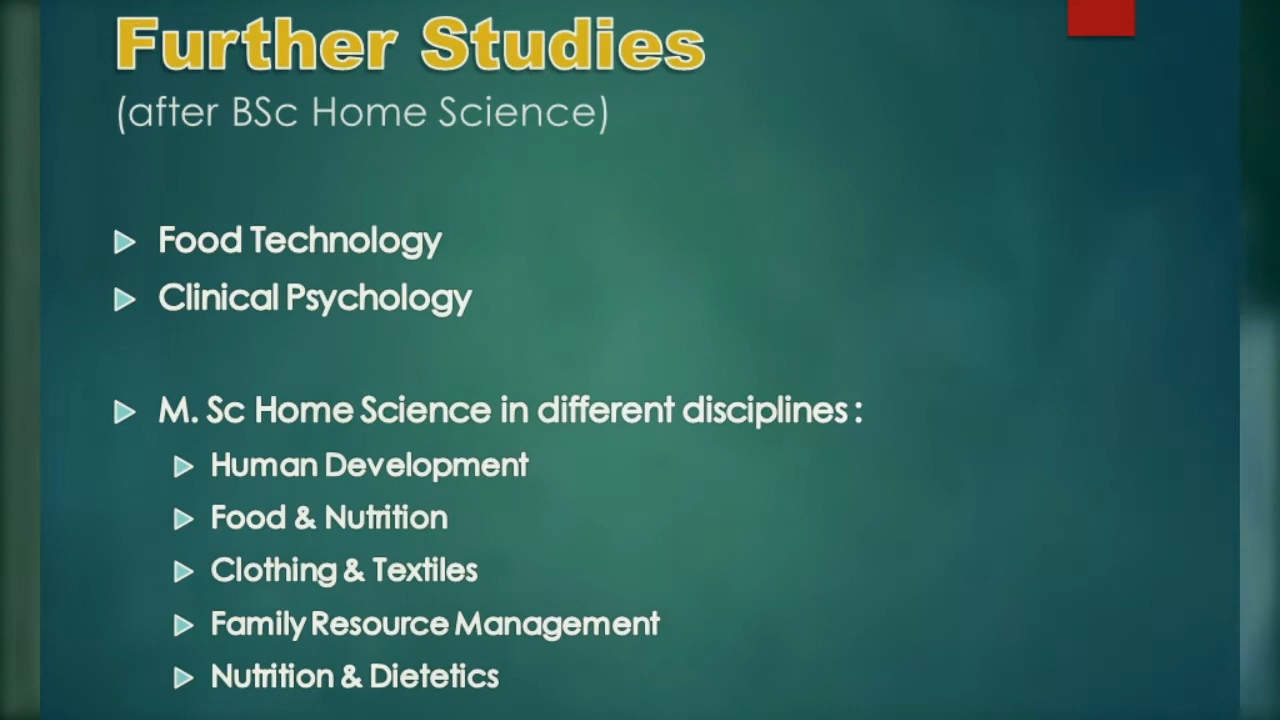 Further Studies
(after BSc Home Science)
Food Technology
Clinical Psychology
M. Sc Home Science in different disciplines :
Human Development
Food & Nutrition
Clothing & Textiles
Family Resource Management
Nutrition & Dietetics